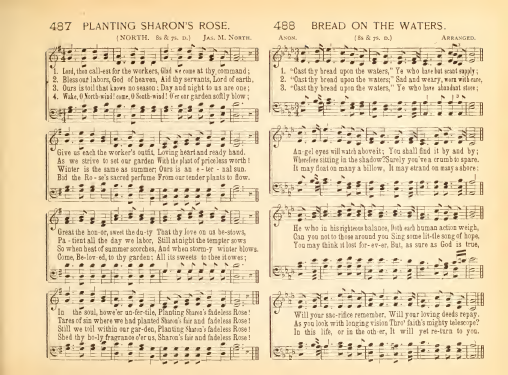 487 PLANTING SHARON'S ROSE.
(NORTH. 8s & 7s. D.) Jas. M. North.
1. Lord, thou call-est for the workers, God we come at thy command;
2. Bless our labors, God of heaven, Aid thy servants, Lord of earth,
3. Ours is toil that knows no season: Day and night to us are one;
4. Wake, O North-wind! come, O South-wind! O'er our garden softly blow;
Give of each the worker's outfit, Loving heart and ready hand.
As we strive to set our garden With the plant of priceless worth!
Winter is the same as summer; Ours is an e - ter - nal sun.
Bid the Ro - se's sacred perfume From our tender plants to flow.
Great the hon-or, sweet the du-ty That thy love on us be-stows,
Pa - tient all the day we labor, Still at night the tempter sows
So when heat of summer scorches, And when storm-y winter blows,
Come, Be-lov-ed, to thy garden; All its sweets to thee it owes;
In the soul, howe'er un-fer-tile, Planting Sharon's fadeless Rose!
Tares of sin where we had planted Sharon's fair and fadeless Rose!
Still we toil within our gar-den, Planting Sharon's fadeless Rose!
Shed thy ho-ly fragrance o'er us, Sharon's fair and fadeless Rose!
488 BREAD ON THE WATERS.
Anon. (8s & 7s. D.) Arranged.
1. "Cast thy bread upon the waters," Ye who have but scant supply;
2. "Cast thy bread upon the waters;" Sad and weary, worn with care,
3. "Cast thy bread upon the waters," Ye who have abundant store;
An-gel eyes will watch above it; You shall find it by and by;
Wherefore sitting in the shadow? Surely you've a crumb to spare.
It may float on many a billow, It may strand on many a shore;
He who in his righteous balance, Doth each human action weigh,
Can you not to those around you Sing some lit-tle song of hope,
You may think it lost for-ev-er, But, as sure as God is true,
Will your sac-rifice remember, Will your loving deeds repay.
As you look with longing vision Thro' faith's mighty telescope?
In this life, or in the oth-er, It will yet re-turn to you.